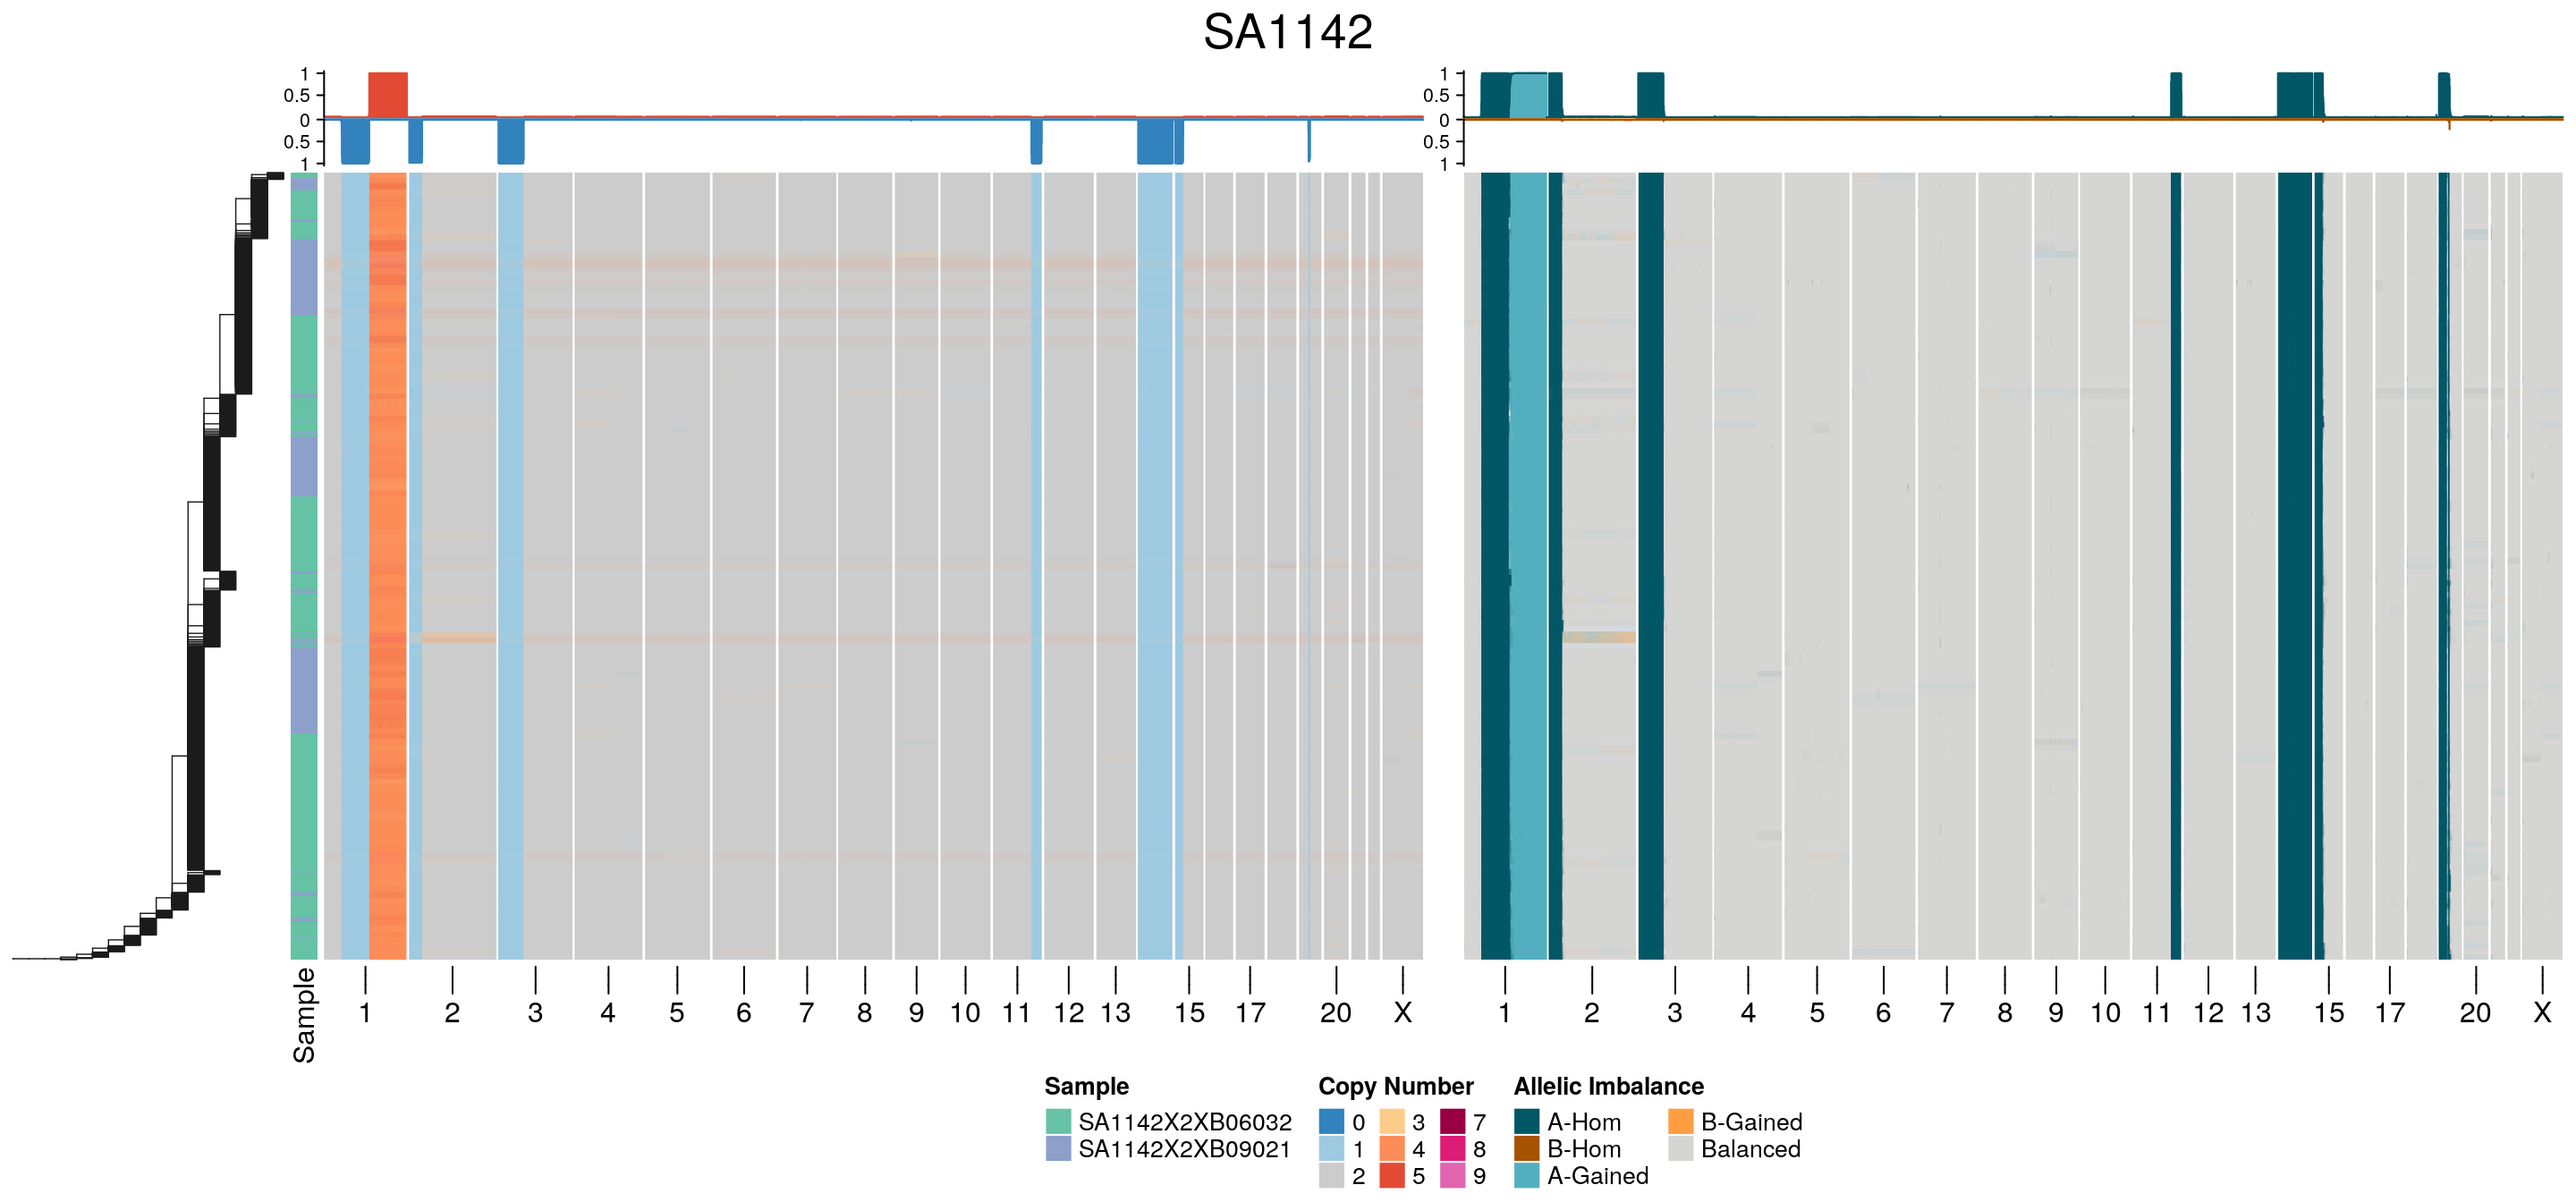 SA1142
1
0.5
0
0.5
1
1
0.5
0
0.5
1
Sample
1 2 3 4 5 6 7 8 9 10 11 12 13 15 17 20 X
1 2 3 4 5 6 7 8 9 10 11 12 13 15 17 20 X
Sample
SA1142X2XB06032
SA1142X2XB09021
Copy Number
0 3 7
1 4 8
2 5 9
Allelic Imbalance
A-Hom B-Gained
B-Hom Balanced
A-Gained